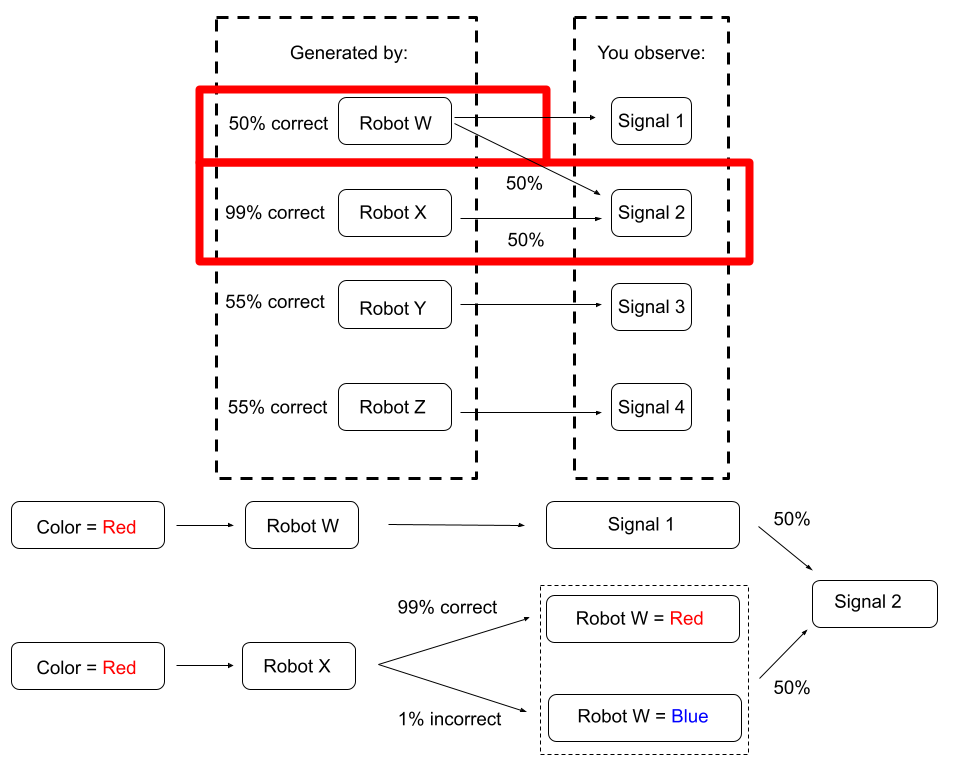 Generated by:
You observe:
50% correct
Robot W
Signal 1
50%
99% correct
Robot X
Signal 2
50%
55% correct
Robot Y
Signal 3
55% correct
Robot Z
Signal 4
Color = Red
Robot W
Signal 1
50%
Signal 2
99% correct
Robot W = Red
Color = Red
Robot X
50%
1% incorrect
Robot W = Blue